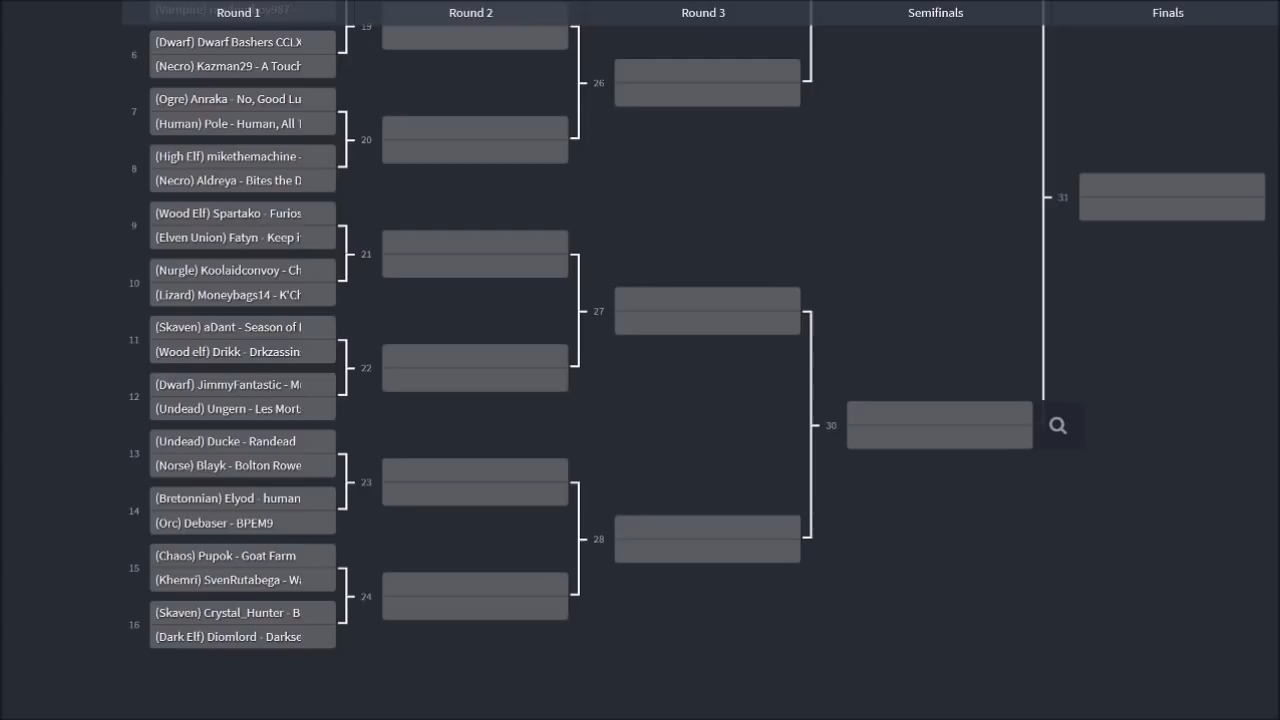 Round 1
Round 2
Round 3
Semifinals
Finals
19
(Dwarf) Dwarf Bashers CCLX
6
(Necro) Kazman29 - A Touch
26
(Ogre) Anraka - No, Good Lu
7
(Human) Pole - Human, All
20
(High Elf) mikethemachine -
8
(Necro) Aldreya - Bites the D
31
(Wood Elf) Spartako - Furios
9
(Elven Union) Fatyn - Keep i
21
(Nurgle) Koolaidconvoy - Ch
10
(Lizard) Moneybags14 - K'Ch
27
(Skaven) aDant - Season of
11
(Wood elf) Drikk - Drkzassin
22
(Dwarf) JimmyFantastic - M
12
(Undead) Ungern - Les Mort
30
(Undead) Ducke - Randead
13
(Norse) Blayk - Bolton Rowe
23
(Bretonnian) Elyod - human
14
(Orc) Debaser - BPEM9
28
(Chaos) Pupok - Goat Farm
15
(Khemri) SvenRutabega - Wa
24
(Skaven) Crystal_Hunter - B
16
(Dark Elf) Diomlord - Darkse